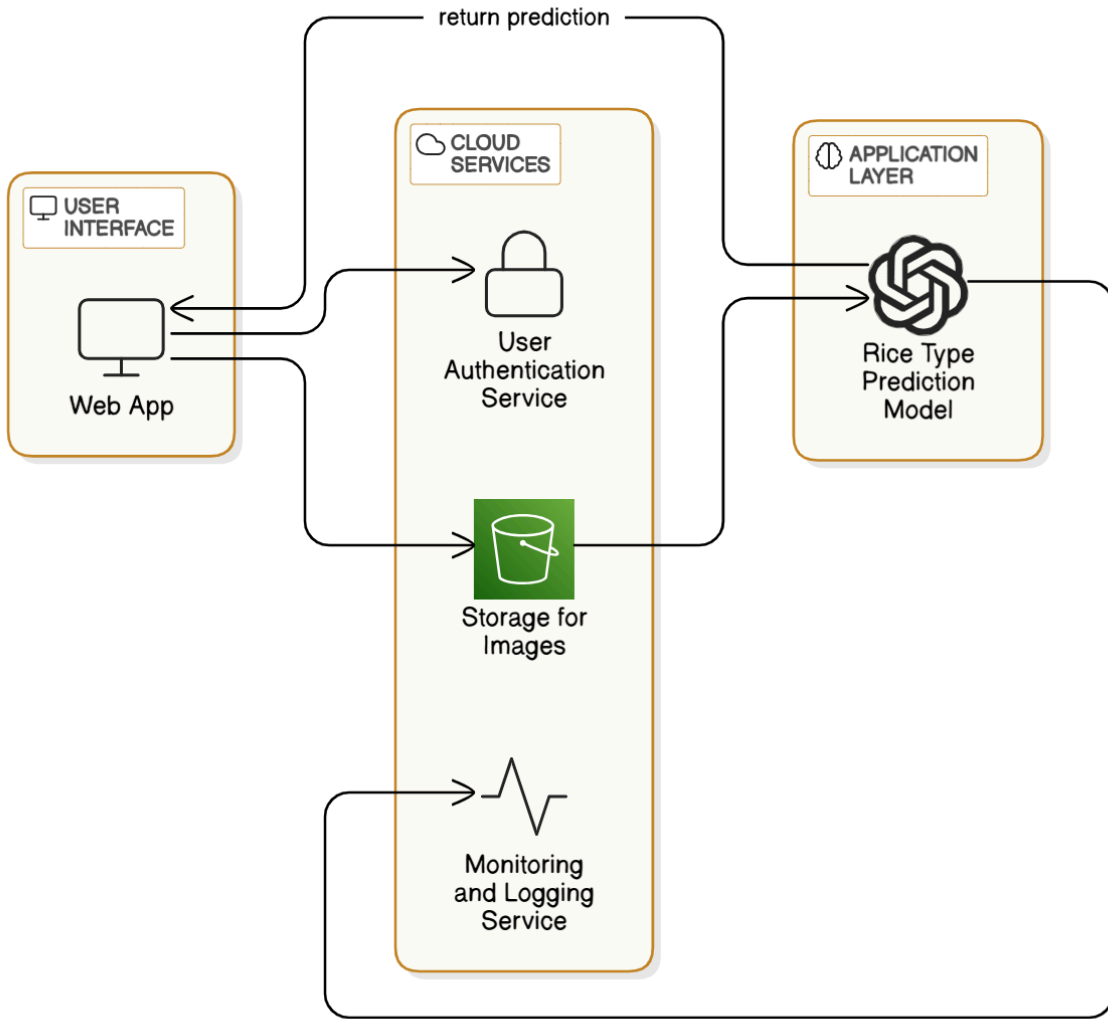 return prediction
USER
INTERFACE
Web App
CLOUD
SERVICES
User
Authentication
Service
Storage for
Images
Monitoring
and Logging
Service
APPLICATION
LAYER
Rice Type
Prediction
Model